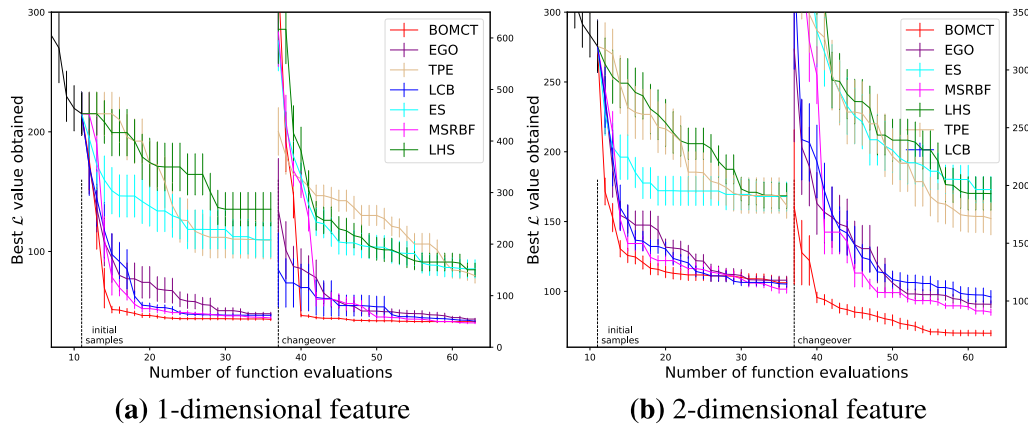 300
200
100
Best ℒ value obtained
10
20
30
40
50
60
Number of function evaluations
600
500
400
300
200
100
0
initial
samples
changeover
BOMCT
EGO
TPE
LCB
ES
MSRBF
LHS
(a) 1-dimensional feature
300
250
200
150
100
Best ℒ value obtained
10
20
30
40
50
60
Number of function evaluations
350
300
250
200
150
100
initial
samples
changeover
BOMCT
EGO
ES
MSRBF
LHS
TPE
LCB
(b) 2-dimensional feature